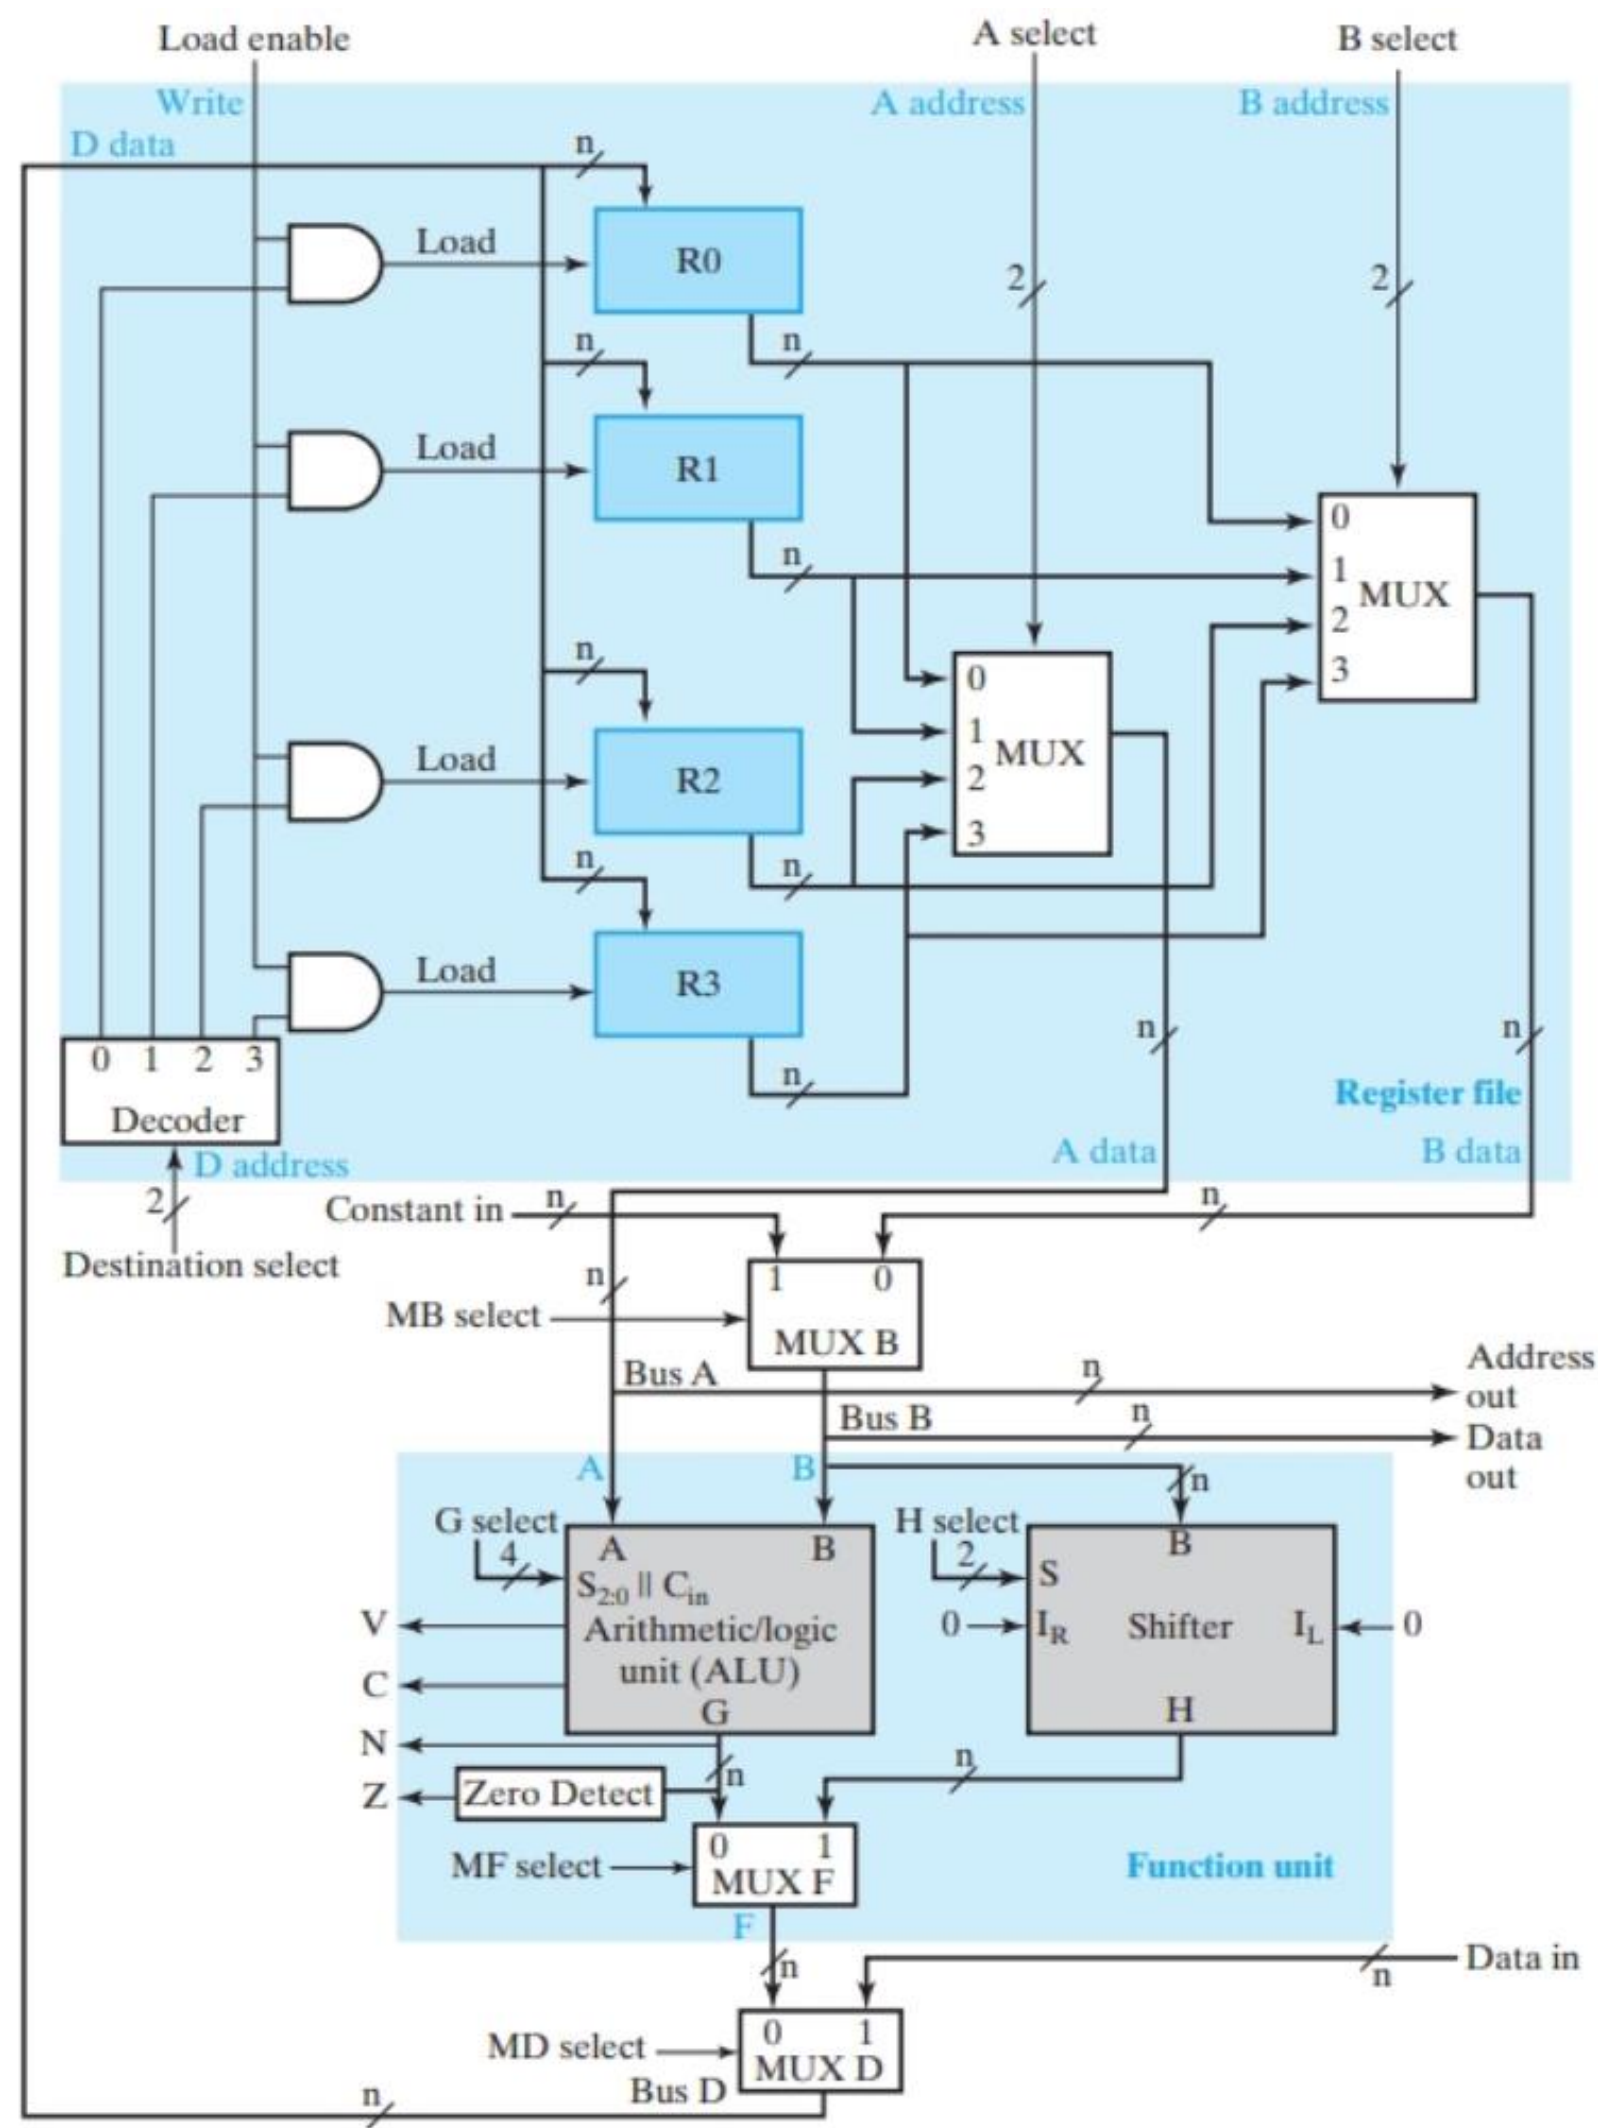 Load enable
A select
B select
Write
A address
B address
D data
n
Load
R0
2
2
n
n
Load
R1
0
n
1
MUX
2
n
3
0
1
MUX
Load
R2
2
3
n
n
Load
R3
n
n
0 1 2 3
n
Register file
Decoder
D address
A data
B data
2
Constant in
n
n
Destination select
n
1 0
MB select
MUX B
Bus A
n
Address
out
Bus B
n
Data
out
A
B
n
G select
H select
4
A
B
2
B
S2:0 || Cin
S
V
Arithmetic/logic
unit (ALU)
0
IR
Shifter
IL
0
C
G
H
N
n
n
Z
Zero Detect
0 1
MF select
MUX F
Function unit
F
n
Data in
n
0 1
MD select
MUX D
Bus D
n